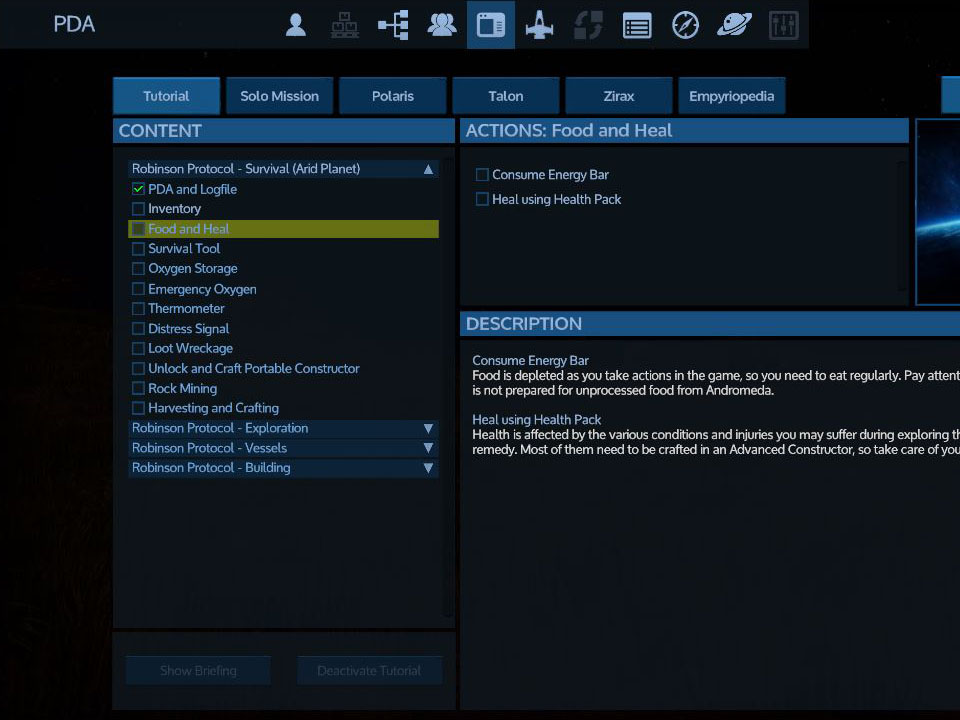 PDA
Tutorial
Solo Mission
Polaris
Talon
Zirax
Empyriopedia
CONTENT
Robinson Protocol - Survival (Arid Planet)
PDA and Logfile
Inventory
Food and Heal
Survival Tool
Oxygen Storage
Emergency Oxygen
Thermometer
Distress Signal
Loot Wreckage
Unlock and Craft Portable Constructor
Rock Mining
Harvesting and Crafting
Robinson Protocol - Exploration
Robinson Protocol - Vessels
Robinson Protocol - Building
Show Briefing
Deactivate Tutorial
ACTIONS: Food and Heal
Consume Energy Bar
Heal using Health Pack
DESCRIPTION
Consume Energy Bar
Food is depleted as you take actions in the game, so you need to eat regularly. Pay attent
is not prepared for unprocessed food from Andromeda.
Heal using Health Pack
Health is affected by the various conditions and injuries you may suffer during exploring th
remedy. Most of them need to be crafted in an Advanced Constructor, so take care of you